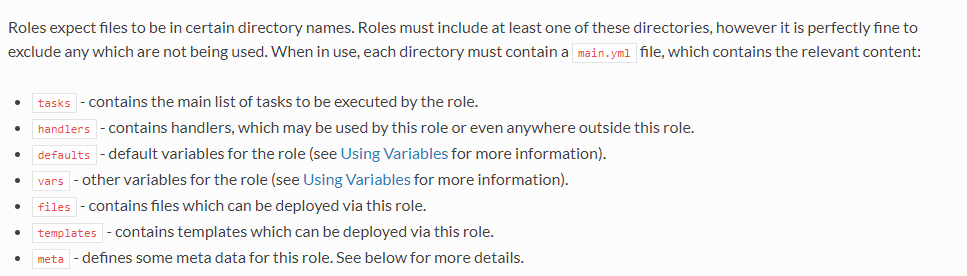 Roles expect files to be in certain directory names. Roles must include at least one of these directories, however it is perfectly fine to
exclude any which are not being used. When in use, each directory must contain a main.yml file, which contains the relevant content:
• tasks - contains the main list of tasks to be executed by the role.
• handlers - contains handlers, which may be used by this role or even anywhere outside this role.
• defaults - default variables for the role (see Using Variables for more information).
• vars - other variables for the role (see Using Variables for more information).
• files - contains files which can be deployed via this role.
• templates - contains templates which can be deployed via this role.
• meta - defines some meta data for this role. See below for more details.